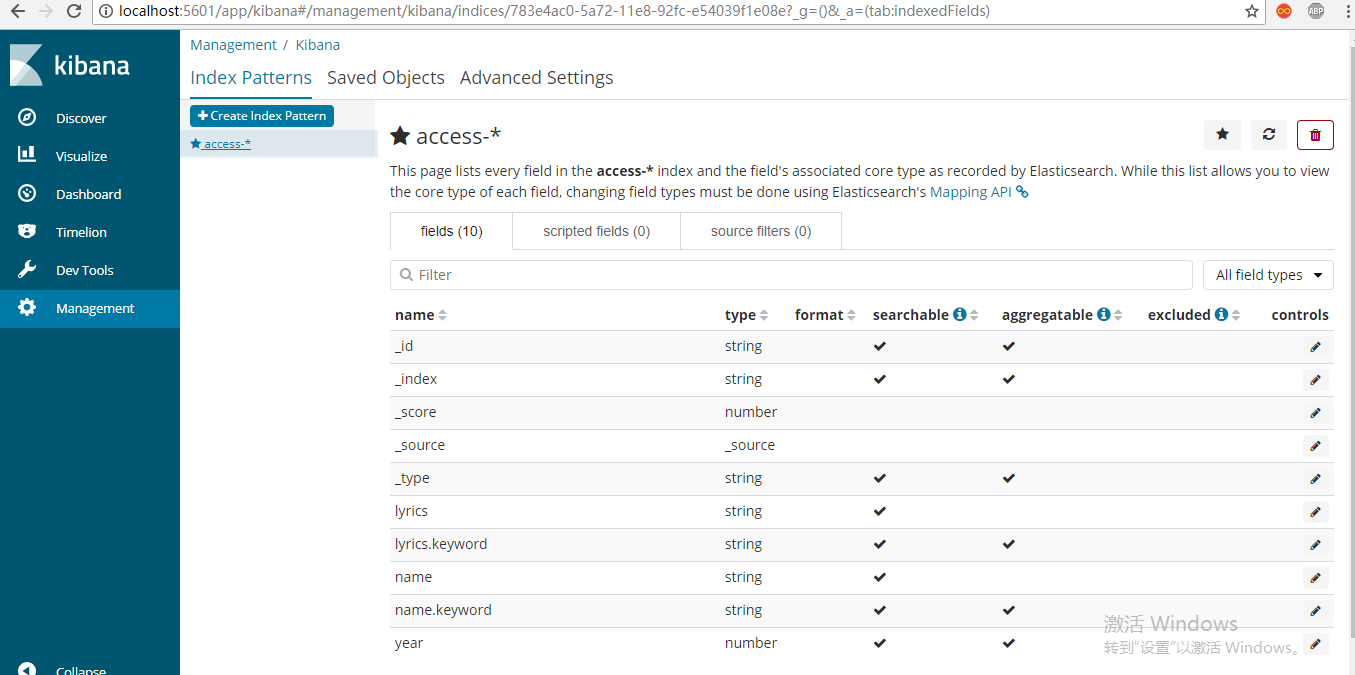 localhost:5601/app/kibana#/management/kibana/indices/783e4ac0-5a72-11e8-92fc-e54039f1e08e?_g=()&_a=(tab:indexedFields)
ABP
kibana
Discover
Visualize
Dashboard
Timelion
Dev Tools
Management
Collapse
Management / Kibana
Index Patterns Saved Objects Advanced Settings
Create Index Pattern
access-*
access-*
This page lists every field in the access-* index and the field's associated core type as recorded by Elasticsearch. While this list allows you to view
the core type of each field, changing field types must be done using Elasticsearch's Mapping API
fields (10) scripted fields (0) source filters (0)
Filter All field types
name type format searchable aggregatable excluded controls
_id string
_index string
_score number
_source _source
_type string
lyrics string
lyrics.keyword string
name string
name.keyword string
year number
激活 Windows
转到"设置"以激活 Windows。